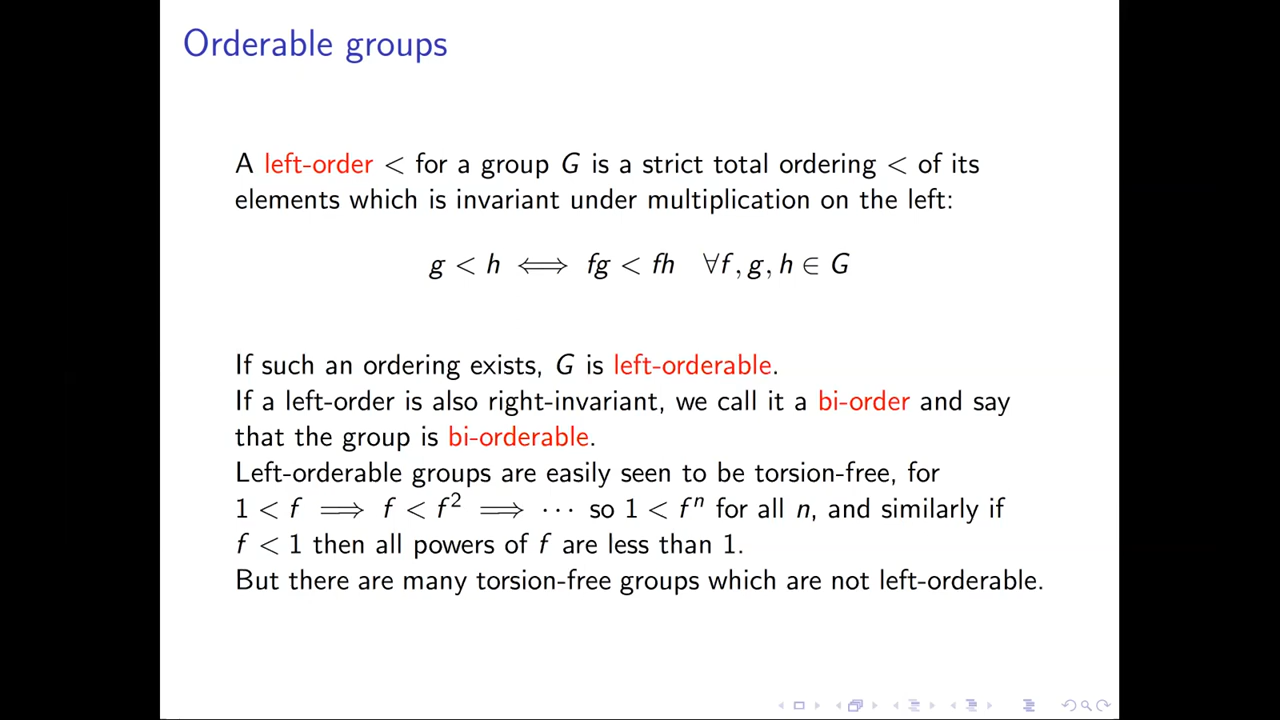 Orderable groups
A left-order < for a group G is a strict total ordering < of its
elements which is invariant under multiplication on the left:
g < h ⟺ fg < fh ∀f, g, h ∈ G
If such an ordering exists, G is left-orderable.
If a left-order is also right-invariant, we call it a bi-order and say
that the group is bi-orderable.
Left-orderable groups are easily seen to be torsion-free, for
1 < f ⟹ f < f² ⟹ ··· so 1 < fⁿ for all n, and similarly if
f < 1 then all powers of f are less than 1.
But there are many torsion-free groups which are not left-orderable.